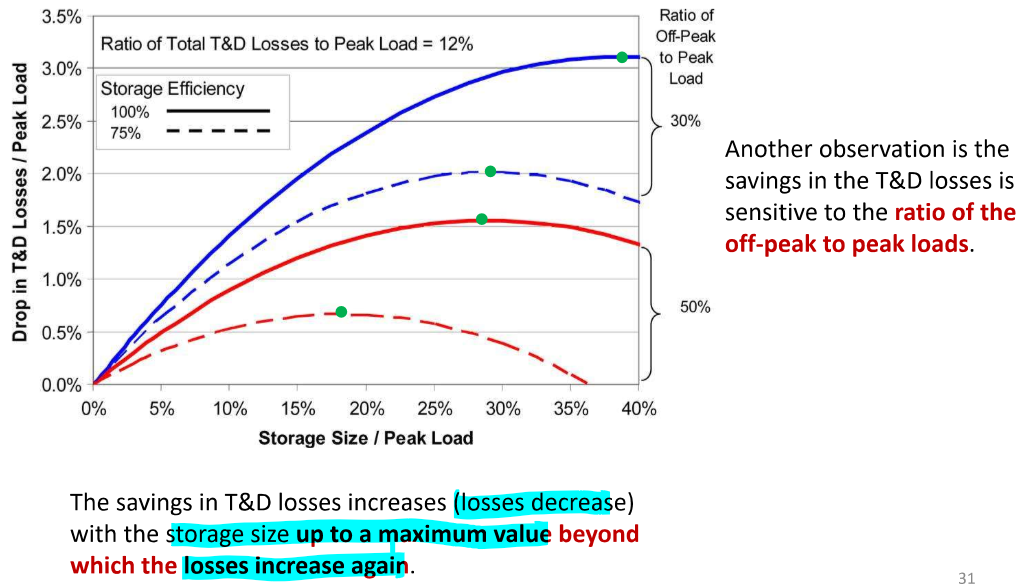 3.5%
3.0%
2.5%
2.0%
1.5%
1.0%
0.5%
0.0%
Drop in T&D Losses / Peak Load
Ratio of Total T&D Losses to Peak Load = 12%
Storage Efficiency
100%
75%
Ratio of
Off-Peak
to Peak
Load
30%
50%
0% 5% 10% 15% 20% 25% 30% 35% 40%
Storage Size / Peak Load
Another observation is the
savings in the T&D losses is
sensitive to the ratio of the
off-peak to peak loads.
The savings in T&D losses increases (losses decrease)
with the storage size up to a maximum value beyond
which the losses increase again.
31